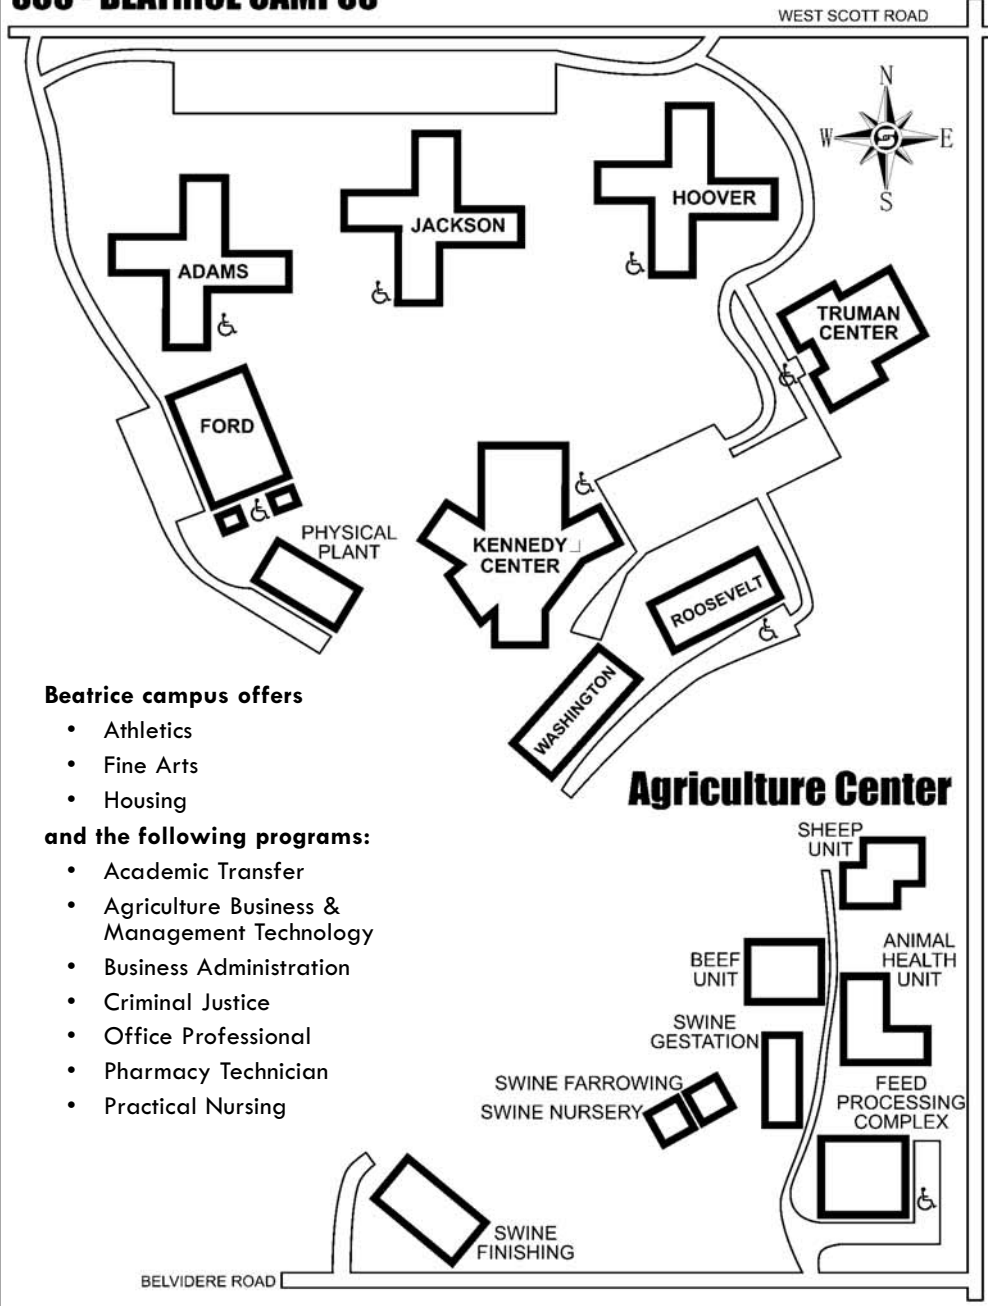 SCC - BEATRICE CAMPUS
WEST SCOTT ROAD
N
W
E
S
HOOVER
JACKSON
ADAMS
TRUMAN
CENTER
FORD
PHYSICAL
PLANT
KENNEDY
CENTER
ROOSEVELT
WASHINGTON
Beatrice campus offers
• Athletics
• Fine Arts
• Housing
and the following programs:
• Academic Transfer
• Agriculture Business &
Management Technology
• Business Administration
• Criminal Justice
• Office Professional
• Pharmacy Technician
• Practical Nursing
Agriculture Center
SHEEP
UNIT
BEEF
UNIT
ANIMAL
HEALTH
UNIT
SWINE
GESTATION
SWINE FARROWING
SWINE NURSERY
FEED
PROCESSING
COMPLEX
SWINE
FINISHING
BELVIDERE ROAD